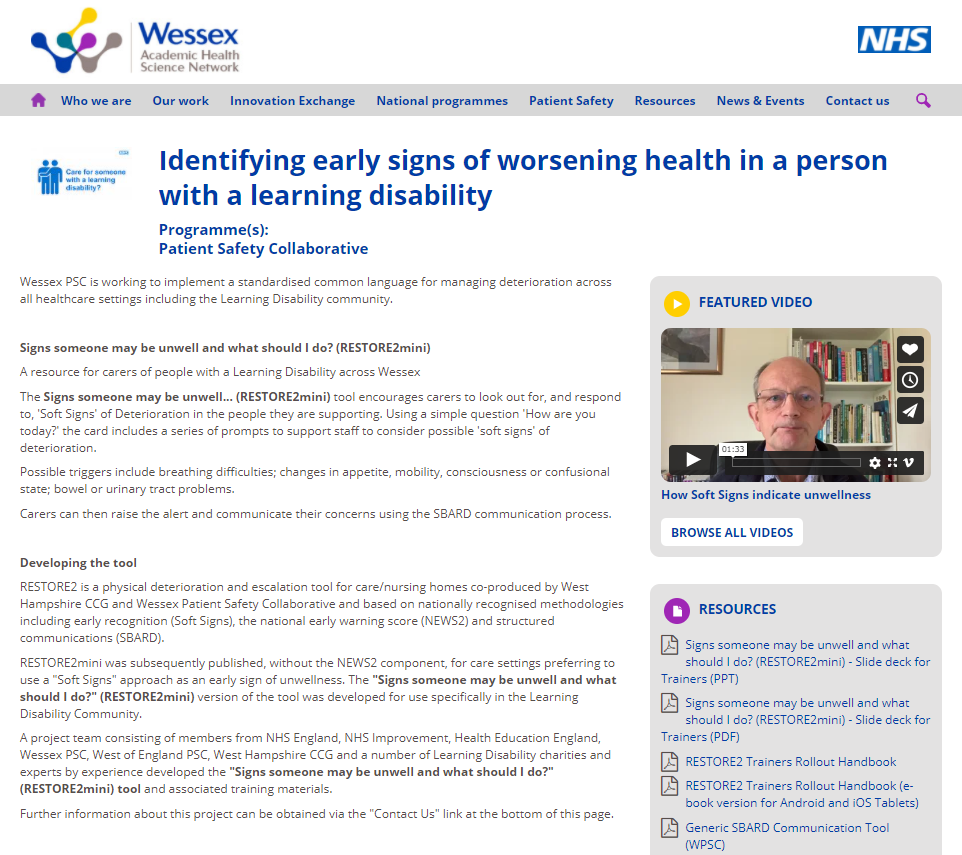 Wessex
Academic Health
Science Network
NHS
Who we are
Our work
Innovation Exchange
National programmes
Patient Safety
Resources
News & Events
Contact us
Care for someone
with a learning
disability?
Identifying early signs of worsening health in a person
with a learning disability
Programme(s):
Patient Safety Collaborative
Wessex PSC is working to implement a standardised common language for managing deterioration across
all healthcare settings including the Learning Disability community.
Signs someone may be unwell and what should I do? (RESTORE2mini)
A resource for carers of people with a Learning Disability across Wessex
The Signs someone may be unwell... (RESTORE2mini) tool encourages carers to look out for, and respond
to, 'Soft Signs' of Deterioration in the people they are supporting. Using a simple question 'How are you
today?' the card includes a series of prompts to support staff to consider possible 'soft signs' of
deterioration.
Possible triggers include breathing difficulties; changes in appetite, mobility, consciousness or confusional
state; bowel or urinary tract problems.
Carers can then raise the alert and communicate their concerns using the SBARD communication process.
Developing the tool
RESTORE2 is a physical deterioration and escalation tool for care/nursing homes co-produced by West
Hampshire CCG and Wessex Patient Safety Collaborative and based on nationally recognised methodologies
including early recognition (Soft Signs), the national early warning score (NEWS2) and structured
communications (SBARD).
RESTORE2mini was subsequently published, without the NEWS2 component, for care settings preferring to
use a "Soft Signs" approach as an early sign of unwellness. The "Signs someone may be unwell and what
should I do?" (RESTORE2mini) version of the tool was developed for use specifically in the Learning
Disability Community.
A project team consisting of members from NHS England, NHS Improvement, Health Education England,
Wessex PSC, West of England PSC, West Hampshire CCG and a number of Learning Disability charities and
experts by experience developed the "Signs someone may be unwell and what should I do?"
(RESTORE2mini) tool and associated training materials.
Further information about this project can be obtained via the "Contact Us" link at the bottom of this page.
FEATURED VIDEO
01:33
How Soft Signs indicate unwellness
BROWSE ALL VIDEOS
RESOURCES
Signs someone may be unwell and what
should I do? (RESTORE2mini) - Slide deck for
Trainers (PPT)
Signs someone may be unwell and what
should I do? (RESTORE2mini) - Slide deck for
Trainers (PDF)
RESTORE2 Trainers Rollout Handbook
RESTORE2 Trainers Rollout Handbook (e-
book version for Android and iOS Tablets)
Generic SBARD Communication Tool
(WPSC)